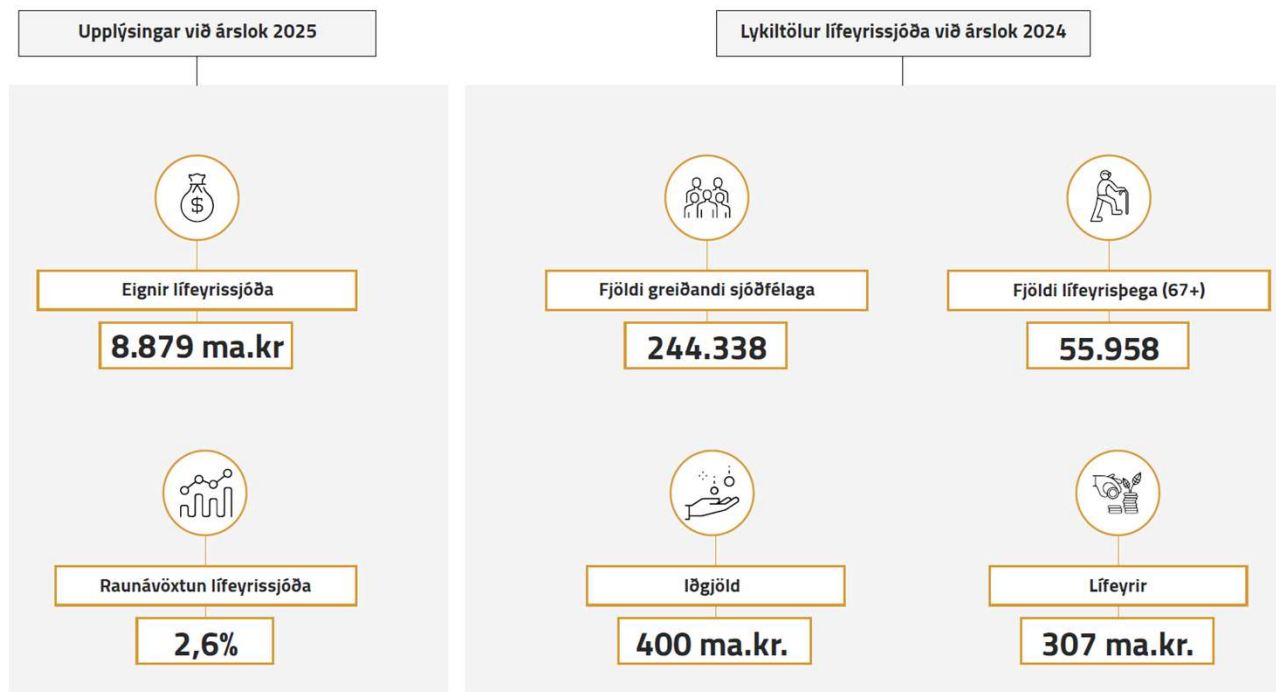 Upplýsingar við árslok 2025
Eignir lífeyrissjóða
8.879 ma.kr
Raunávöxtun lífeyrissjóða
2,6%
Lykiltölur lífeyrissjóða við árslok 2024
Fjöldi greiðandi sjóðfélaga
244.338
Fjöldi lífeyrisþega (67+)
55.958
Iðgjöld
400 ma.kr.
Lífeyrir
307 ma.kr.